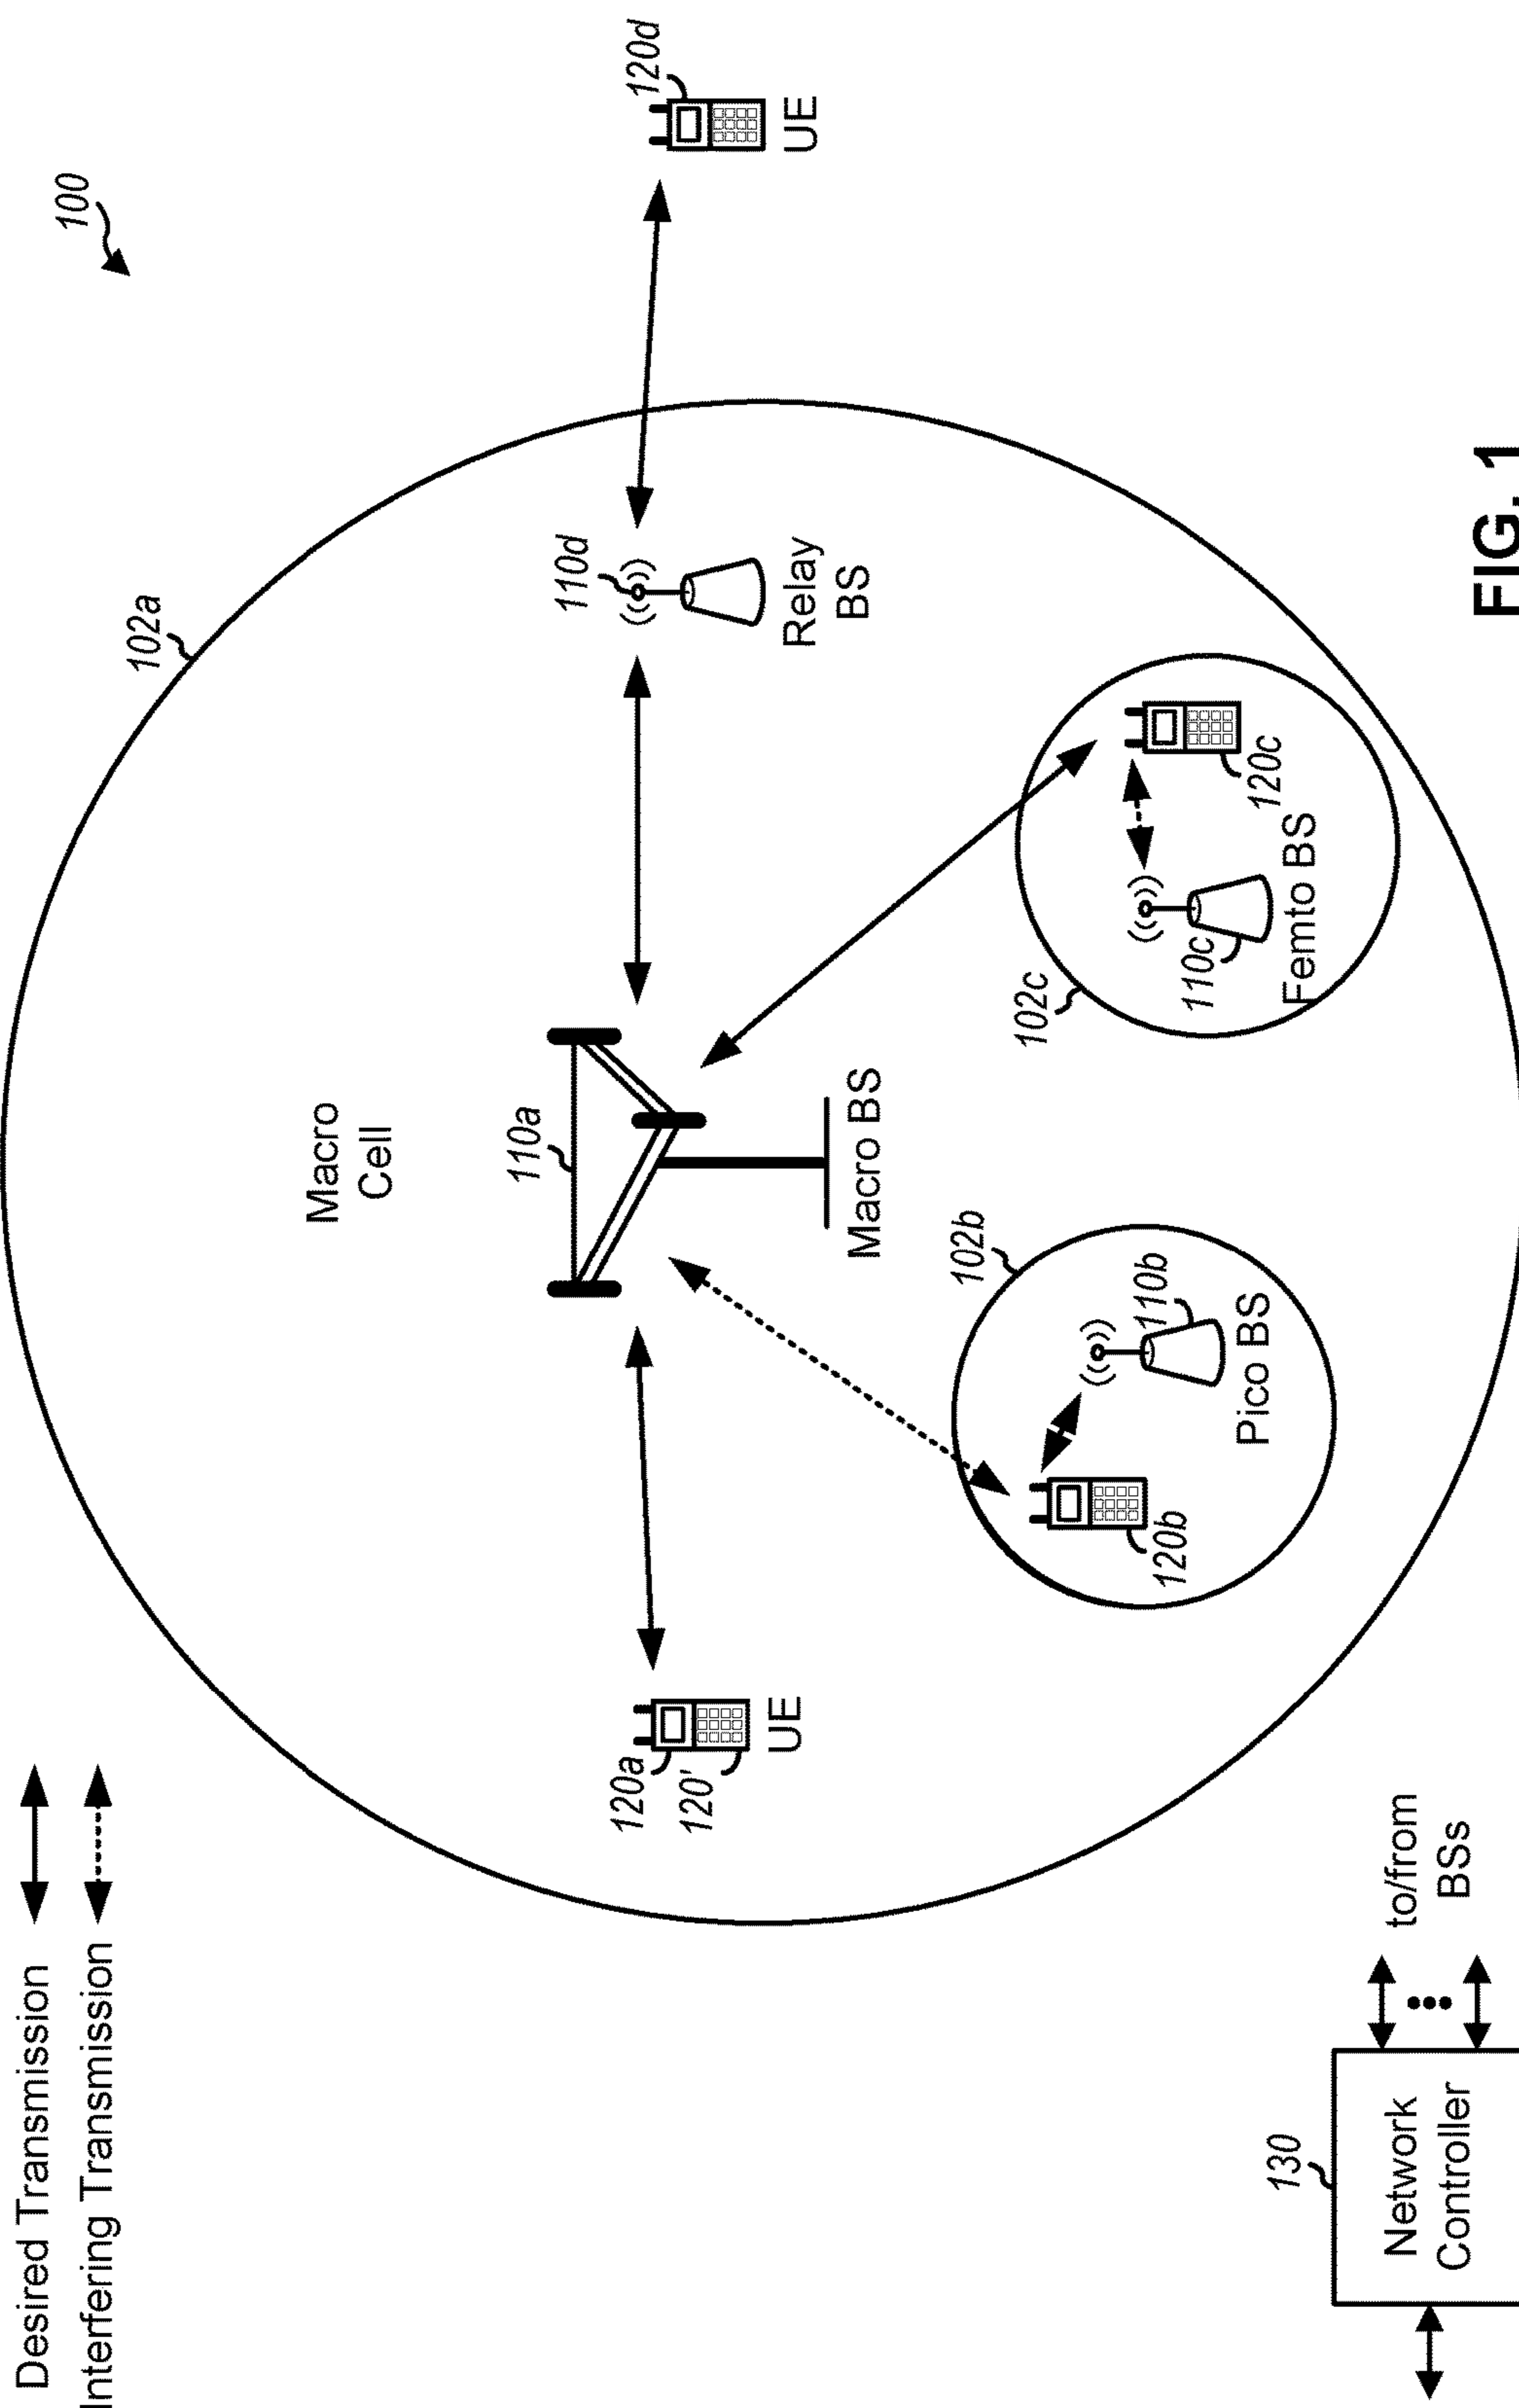 100
Desired Transmission
Interfering Transmission
102a
Macro
Cell
110a
110d
120d
120a
120'
UE
Macro BS
Relay
BS
UE
102b
102c
110b
120b
Pico BS
110c
120c
Femto BS
130
Network
Controller
to/from
BSs
FIG. 1